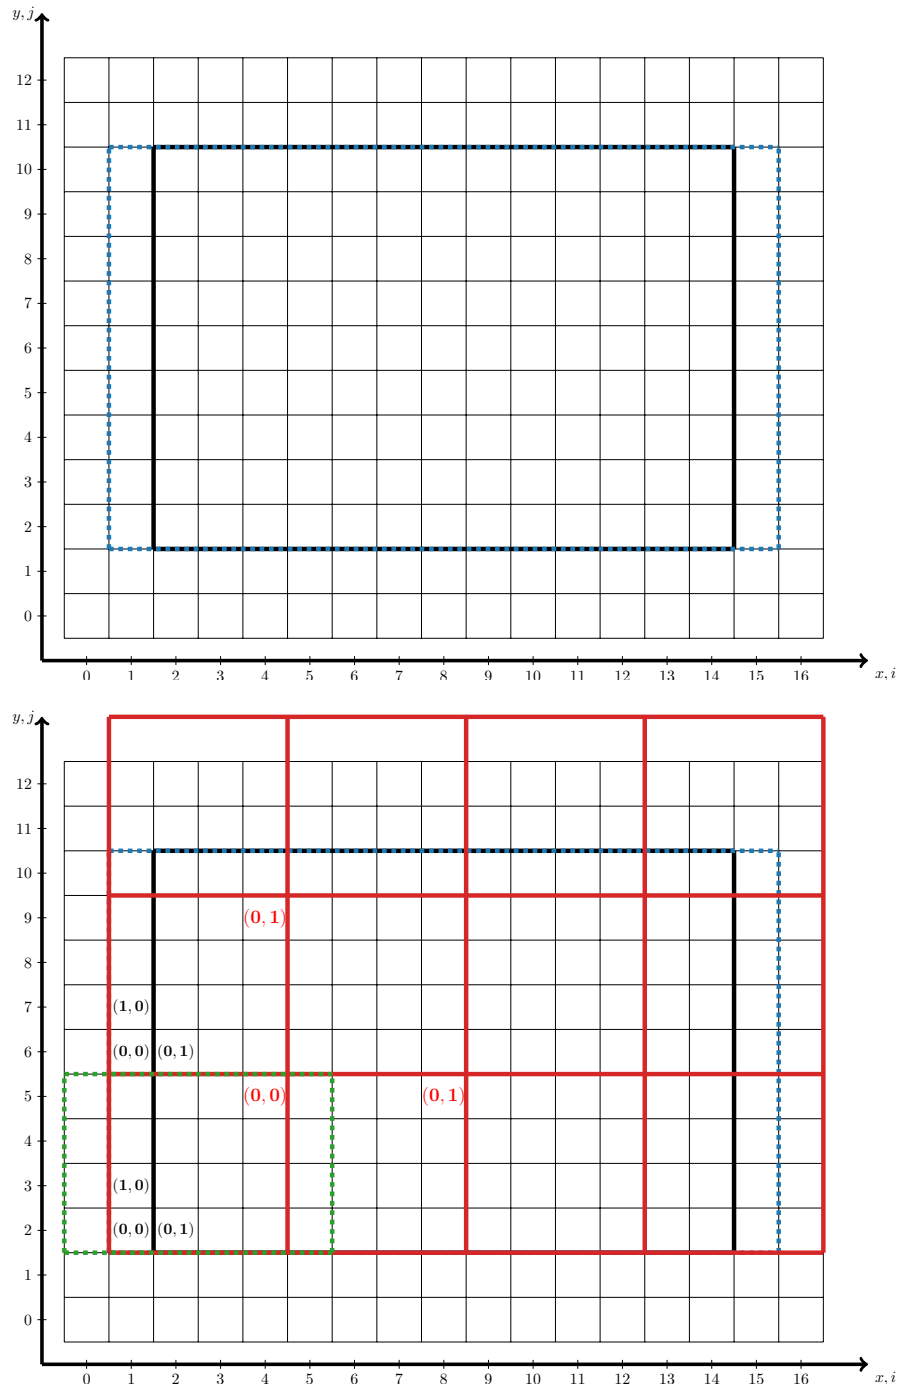 y, j
12
11
10
9
8
7
6
5
4
3
2
1
0
0 1 2 3 4 5 6 7 8 9 10 11 12 13 14 15 16
x, i
y, j
12
11
10
9 (0, 1)
8
7 (1, 0)
6 (0, 0) (0, 1)
5 (0, 0) (0, 1)
4
3 (1, 0)
2 (0, 0) (0, 1)
1
0
0 1 2 3 4 5 6 7 8 9 10 11 12 13 14 15 16
x, i